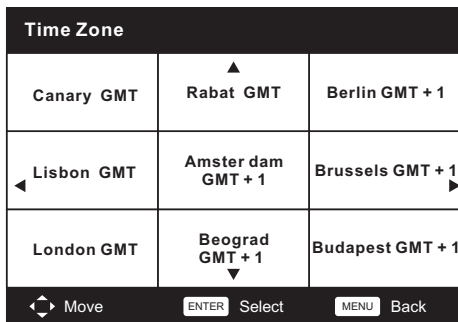 Time Zone
Canary GMT
Rabat GMT
Berlin GMT + 1
Lisbon GMT
Amster dam
GMT + 1
Brussels GMT + 1
London GMT
Beograd
GMT + 1
Budapest GMT + 1
Move
ENTER Select
MENU Back